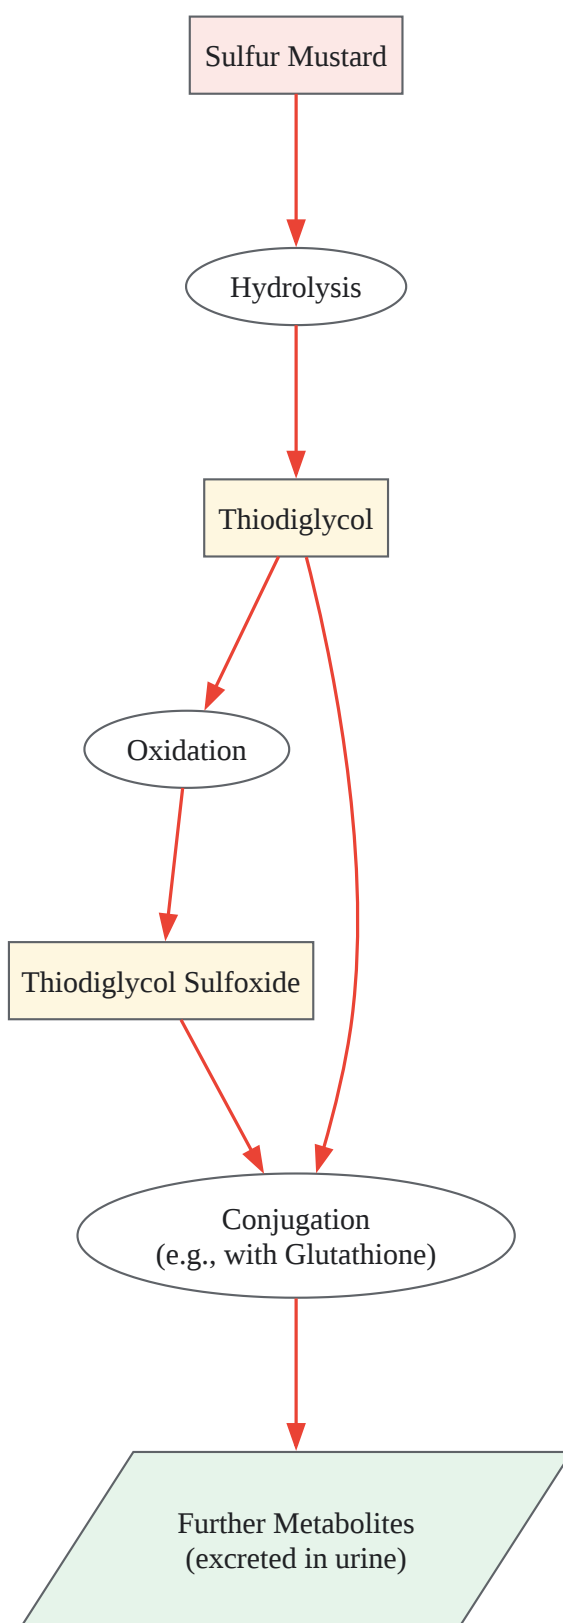 Sulfur Mustard
Hydrolysis
Thiodiglycol
Oxidation
Thiodiglycol Sulfoxide
Conjugation
(e.g., with Glutathione)
Further Metabolites
(excreted in urine)